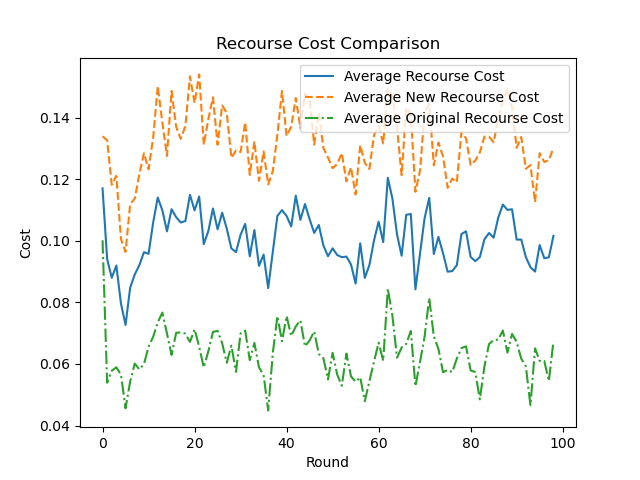 Recourse Cost Comparison
Average Recourse Cost
Average New Recourse Cost
Average Original Recourse Cost
0.14
0.12
0.10
0.08
0.06
0.04
Cost
0
20
40
60
80
100
Round